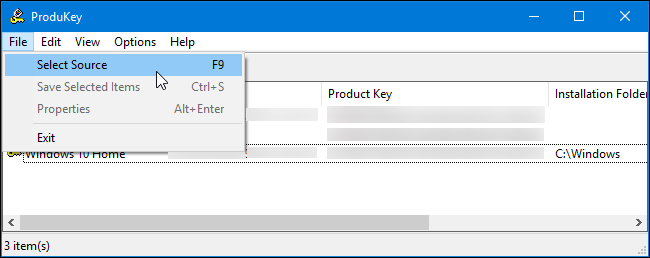 ProduKey
File Edit View Options Help
Select Source F9
Save Selected Items Ctrl+S
Properties Alt+Enter
Exit
Product Key Installation Folder
Windows 10 Home C:\Windows
3 item(s)